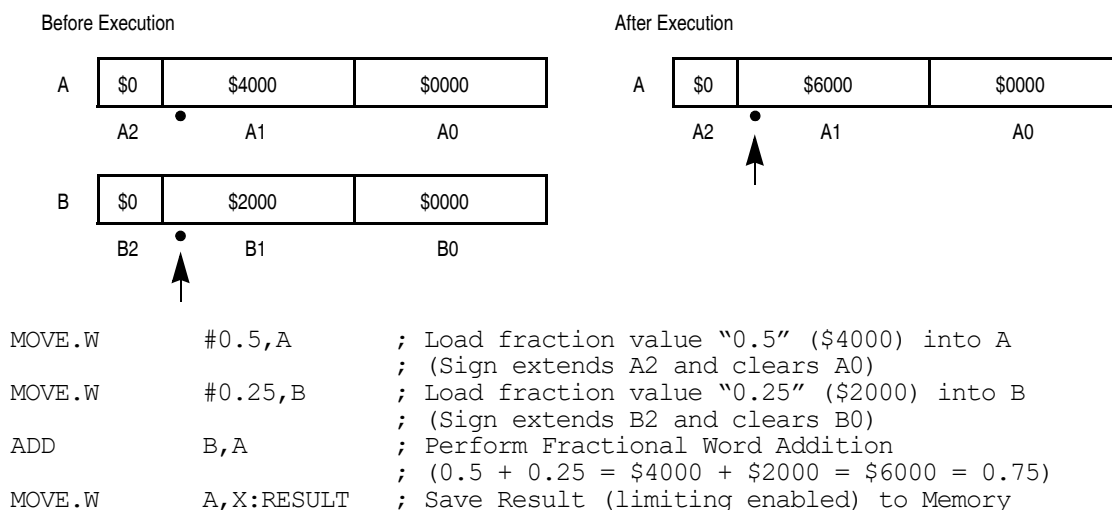 Before Execution
After Execution
A $0 $4000 $0000
A2 A1 A0
A $0 $6000 $0000
A2 A1 A0
B $0 $2000 $0000
B2 B1 B0
MOVE.W #0.5,A ; Load fraction value “0.5” ($4000) into A
; (Sign extends A2 and clears A0)
MOVE.W #0.25,B ; Load fraction value “0.25” ($2000) into B
; (Sign extends B2 and clears B0)
ADD B,A ; Perform Fractional Word Addition
; (0.5 + 0.25 = $4000 + $2000 = $6000 = 0.75)
MOVE.W A,X:RESULT ; Save Result (limiting enabled) to Memory